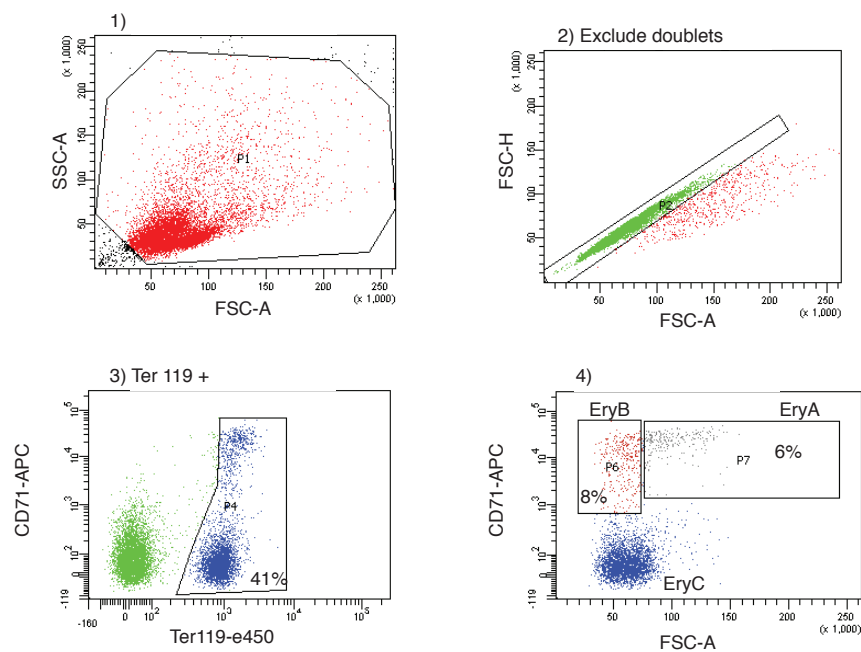 1)
(x 1,000)
250
200
150
100
50
SSC-A
P1
50 100 150 200 250
(x 1,000)
FSC-A
2) Exclude doublets
(x 1,000)
250
200
150
100
50
FSC-H
P2
50 100 150 200 250
(x 1,000)
FSC-A
3) Ter 119 +
CD71-APC
10^5
10^4
10^3
10^2
0
-119
P4
41%
-160 0 10^2 10^3 10^4 10^5
Ter119-e450
4)
EryB EryA
CD71-APC
10^5
10^4
10^3
10^2
0
-119
P6
8%
P7
6%
EryC
50 100 150 200 250
(x 1,000)
FSC-A